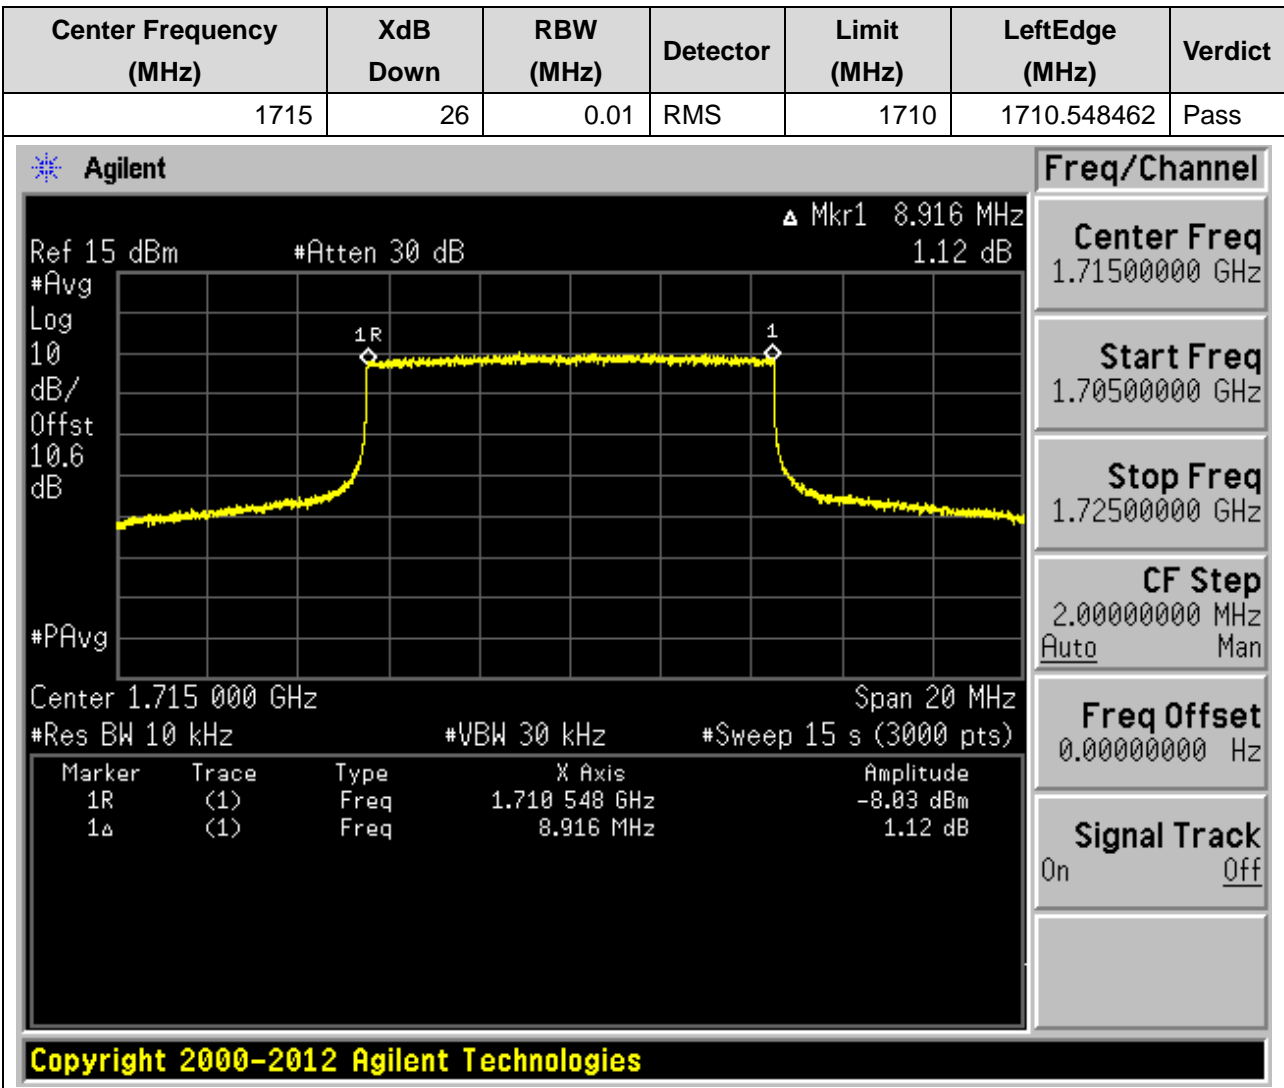 Center Frequency (MHz) XdB Down RBW (MHz) Detector Limit (MHz) LeftEdge (MHz) Verdict
1715 26 0.01 RMS 1710 1710.548462 Pass
Agilent Freq/Channel
Δ Mkr1 8.916 MHz
Ref 15 dBm #Atten 30 dB 1.12 dB
#Avg
Log
10
dB/
Offst
10.6
dB
#PAvg
1R
1
Center 1.715 000 GHz Span 20 MHz
#Res BW 10 kHz #VBW 30 kHz #Sweep 15 s (3000 pts)
Marker Trace Type X Axis Amplitude
1R (1) Freq 1.710 548 GHz -8.03 dBm
1Δ (1) Freq 8.916 MHz 1.12 dB
Center Freq
1.71500000 GHz
Start Freq
1.70500000 GHz
Stop Freq
1.72500000 GHz
CF Step
2.00000000 MHz
Auto Man
Freq Offset
0.00000000 Hz
Signal Track
On Off
Copyright 2000-2012 Agilent Technologies